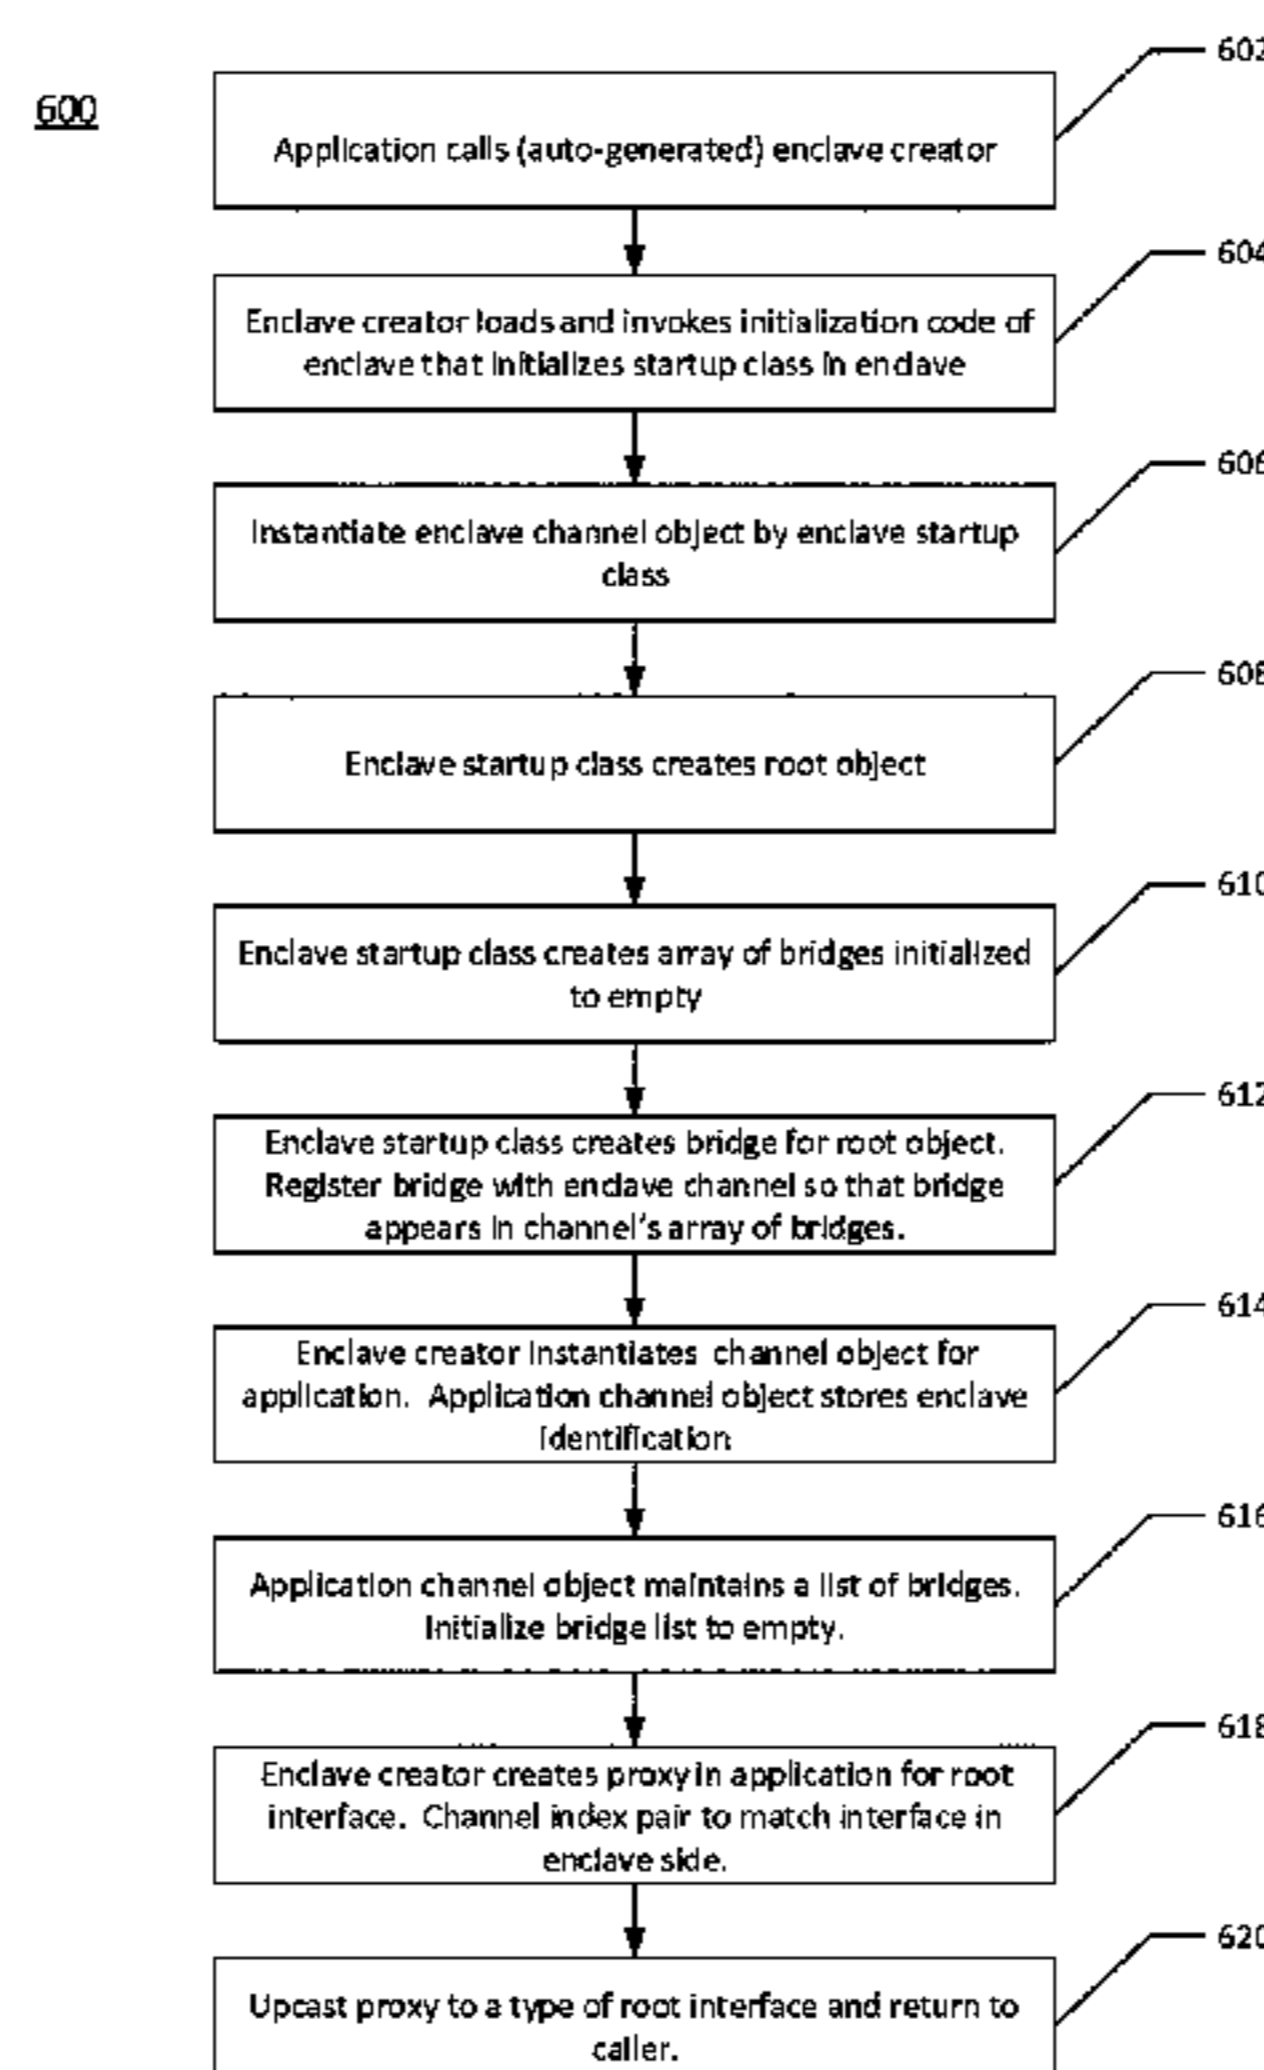 602
600
Application calls (auto-generated) enclave creator
604
Enclave creator loads and invokes initialization code of
enclave that initializes startup class in enclave
606
Instantiate enclave channel object by enclave startup
class
608
Enclave startup class creates root object
610
Enclave startup class creates array of bridges initialized
to empty
612
Enclave startup class creates bridge for root object.
Register bridge with enclave channel so that bridge
appears in channel's array of bridges.
614
Enclave creator instantiates channel object for
application. Application channel object stores enclave
identification
616
Application channel object maintains a list of bridges.
Initialize bridge list to empty.
618
Enclave creator creates proxy in application for root
interface. Channel index pair to match interface in
enclave side.
620
Upcast proxy to a type of root interface and return to
caller.